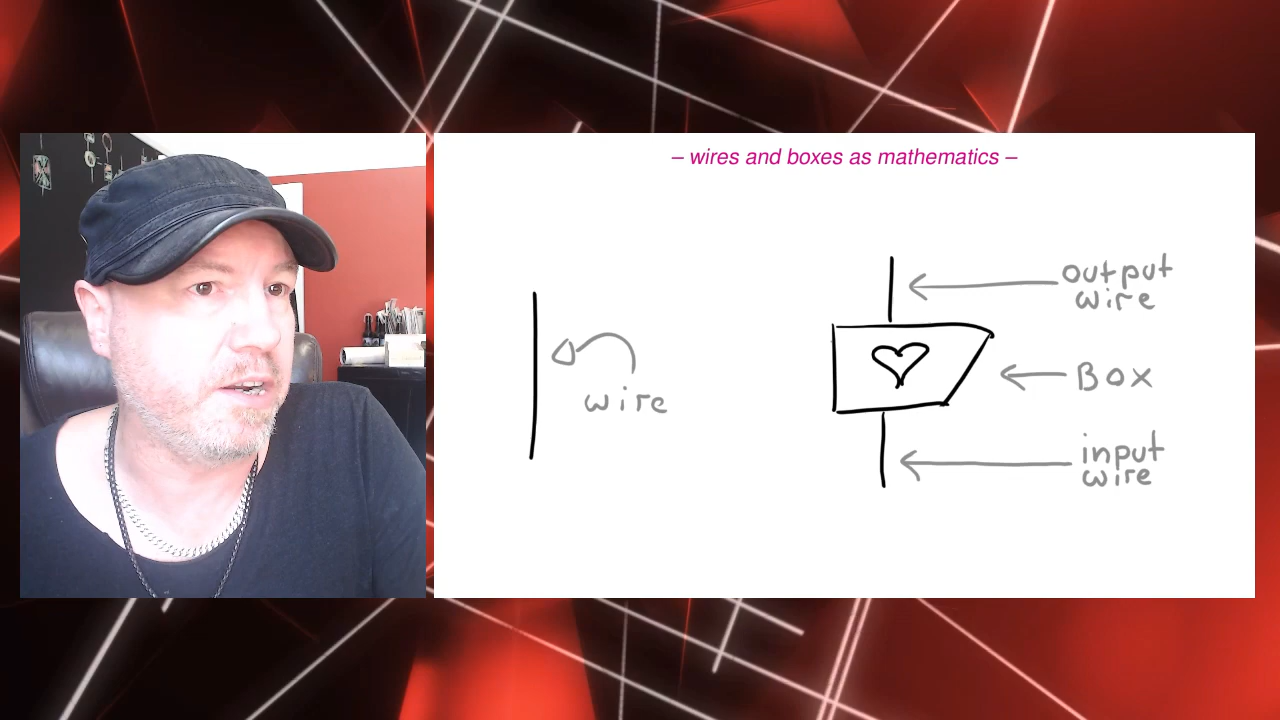 – wires and boxes as mathematics –
wire
output
wire
Box
input
wire